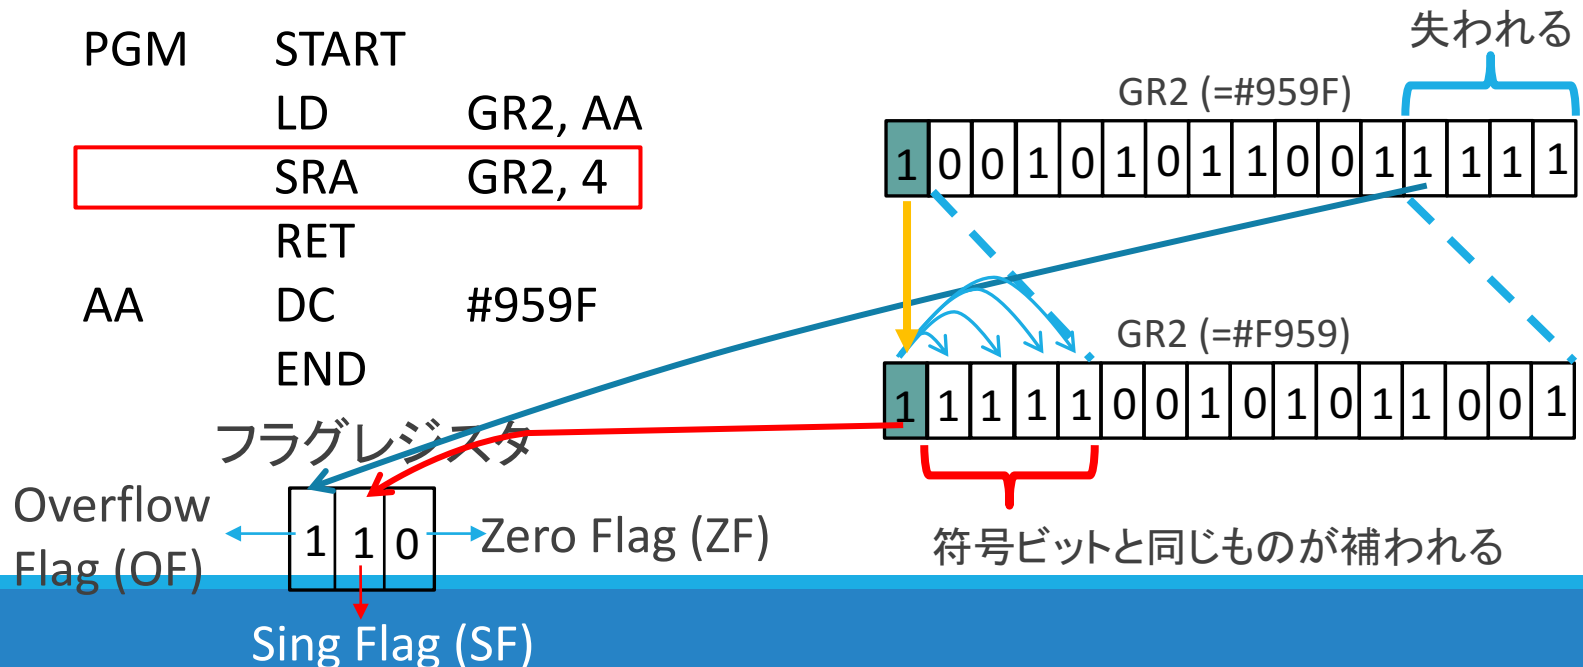 PGM START
LD GR2, AA
SRA GR2, 4
RET
AA DC #959F
END
失われる
GR2 (=#959F)
1 0 0 1 0 1 0 1 1 0 0 1 1 1 1 1
GR2 (=#F959)
1 1 1 1 1 0 0 1 0 1 0 1 1 0 0 1
符号ビットと同じものが補われる
フラグレジスタ
Overflow
Flag (OF)
1 1 0
Zero Flag (ZF)
Sing Flag (SF)